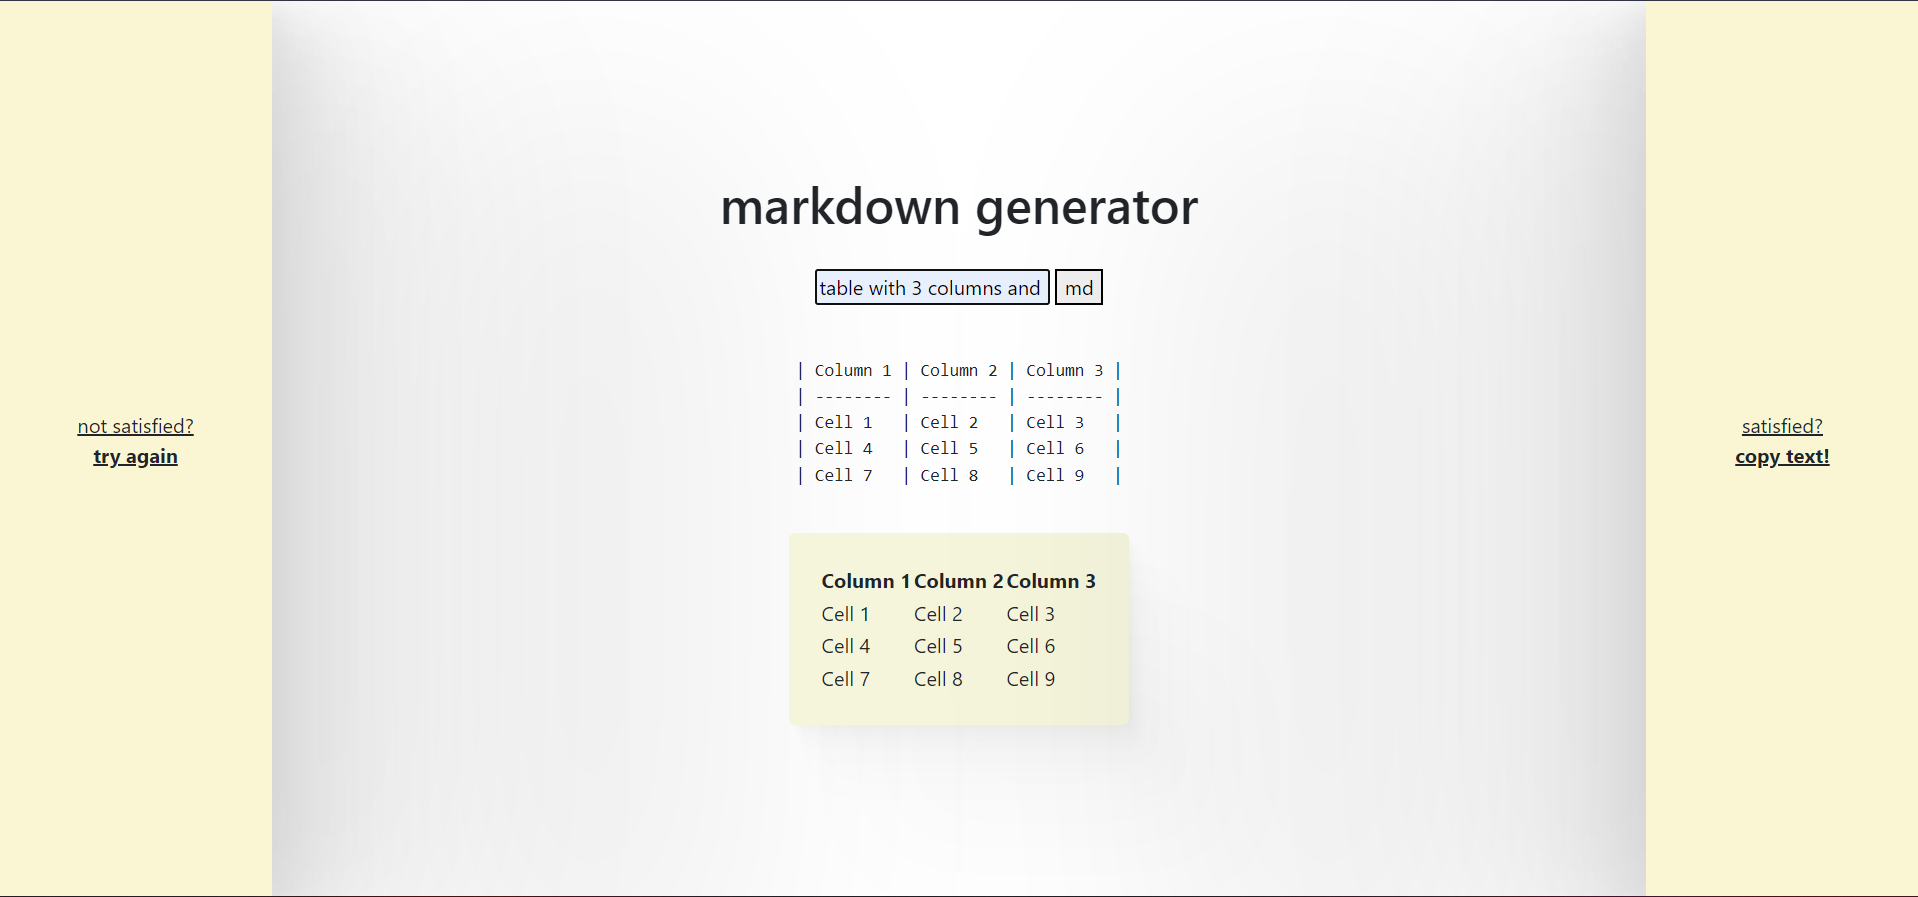 markdown generator
table with 3 columns and md
| Column 1 | Column 2 | Column 3 |
| -------- | -------- | -------- |
| Cell 1   | Cell 2   | Cell 3   |
| Cell 4   | Cell 5   | Cell 6   |
| Cell 7   | Cell 8   | Cell 9   |
not satisfied?
try again
satisfied?
copy text!
Column 1 Column 2 Column 3
Cell 1 Cell 2 Cell 3
Cell 4 Cell 5 Cell 6
Cell 7 Cell 8 Cell 9